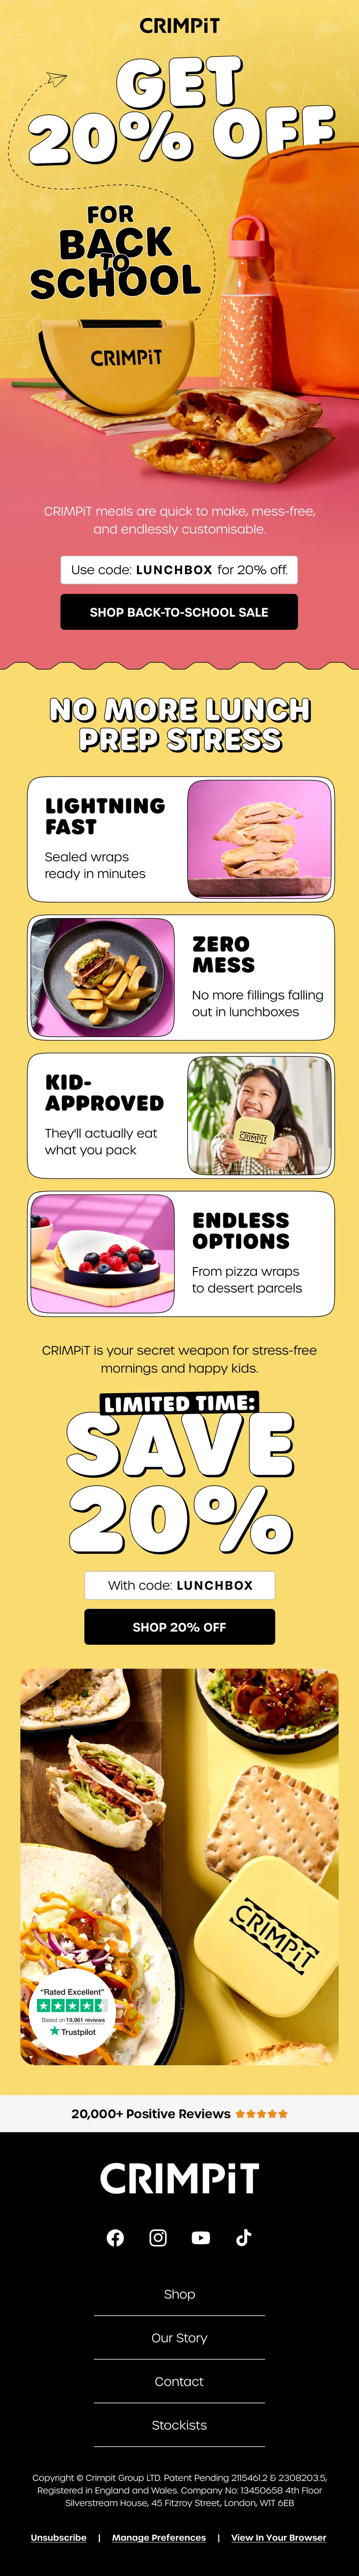 CRIMPiT
GET
20% OFF
FOR
BACK
TO
SCHOOL
CRIMPiT
CRIMPiT meals are quick to make, mess-free,
and endlessly customisable.
Use code: LUNCHBOX for 20% off.
SHOP BACK-TO-SCHOOL SALE
NO MORE LUNCH
PREP STRESS
LIGHTNING
FAST
Sealed wraps
ready in minutes
ZERO
MESS
No more fillings falling
out in lunchboxes
KID-
APPROVED
They'll actually eat
what you pack
CRIMPiT
ENDLESS
OPTIONS
From pizza wraps
to dessert parcels
CRIMPiT is your secret weapon for stress-free
mornings and happy kids.
LIMITED TIME:
SAVE
20%
With code: LUNCHBOX
SHOP 20% OFF
CRIMPiT
“Rated Excellent”
Based on 19,961 reviews
Trustpilot
20,000+ Positive Reviews
CRIMPiT
Shop
Our Story
Contact
Stockists
Copyright © Crimpit Group LTD. Patent Pending 2115461.2 & 2308203.5,
Registered in England and Wales. Company No: 13450658 4th Floor
Silverstream House, 45 Fitzroy Street, London, W1T 6EB
Unsubscribe | Manage Preferences | View In Your Browser